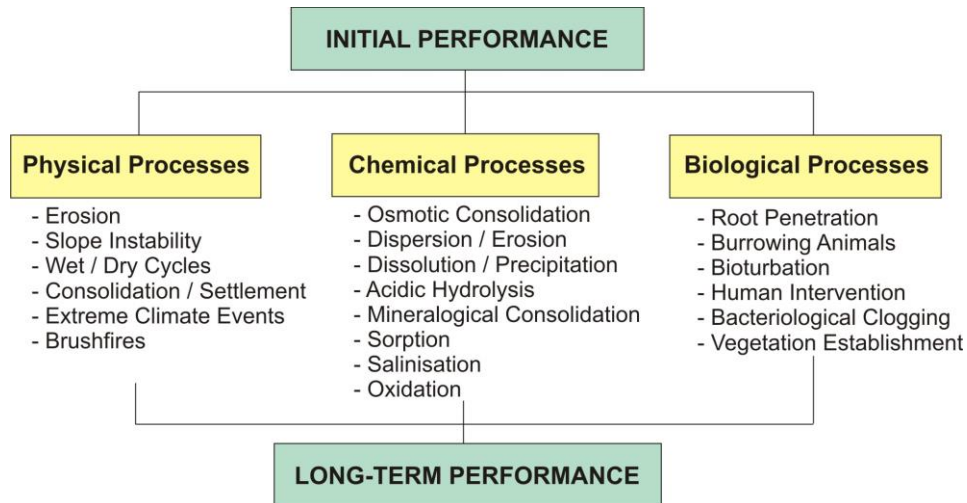 INITIAL PERFORMANCE
Physical Processes
- Erosion
- Slope Instability
- Wet / Dry Cycles
- Consolidation / Settlement
- Extreme Climate Events
- Brushfires
Chemical Processes
- Osmotic Consolidation
- Dispersion / Erosion
- Dissolution / Precipitation
- Acidic Hydrolysis
- Mineralogical Consolidation
- Sorption
- Salinisation
- Oxidation
Biological Processes
- Root Penetration
- Burrowing Animals
- Bioturbation
- Human Intervention
- Bacteriological Clogging
- Vegetation Establishment
LONG-TERM PERFORMANCE